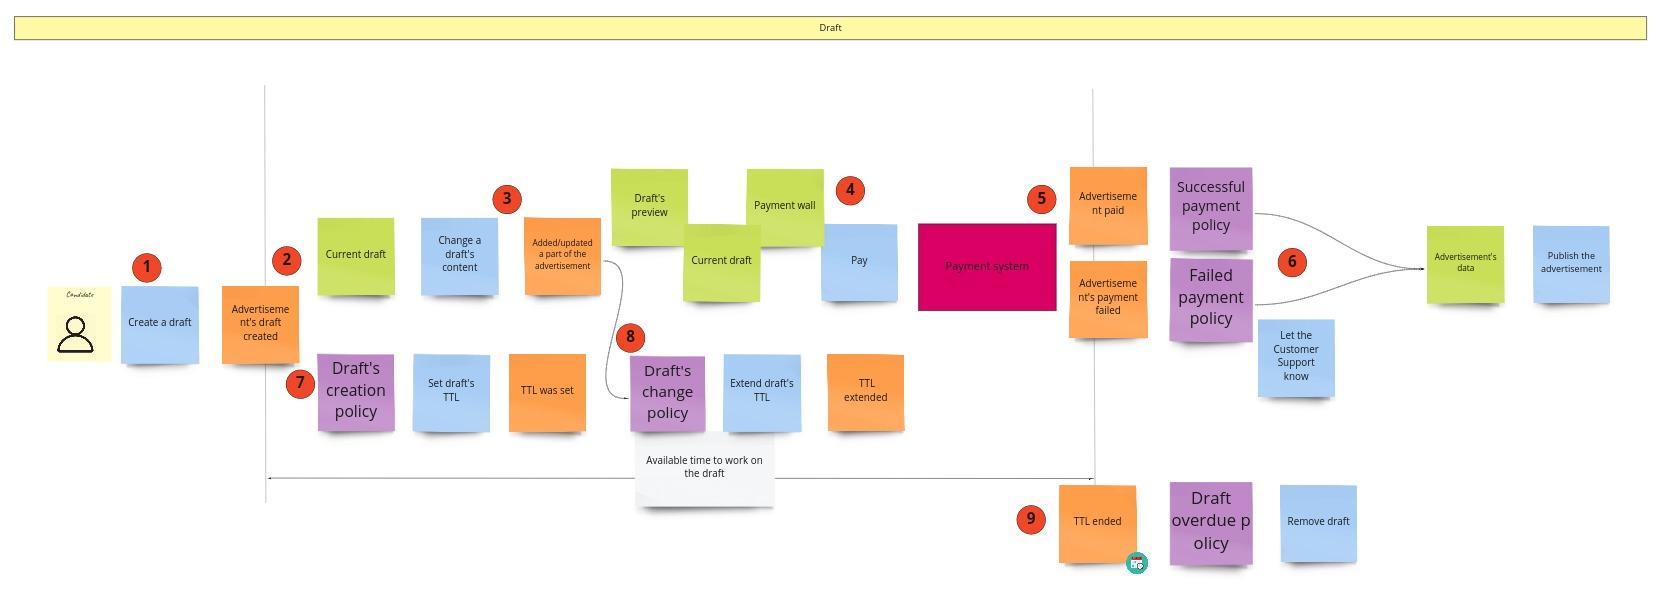 Draft
Candidate
1
Create a draft
2
Advertiseme
nt's draft
created
Current draft
3
Change a
draft's
content
Added/updated
a part of the
advertisement
Draft's
preview
Current draft
Payment wall
4
Pay
Payment system
5
Advertiseme
nt paid
Advertiseme
nt's payment
failed
Successful
payment
policy
Failed
payment
policy
6
Let the
Customer
Support
know
Advertisement's
data
Publish the
advertisement
7
Draft's
creation
policy
Set draft's
TTL
TTL was set
8
Draft's
change
policy
Extend draft's
TTL
TTL
extended
Available time to work on
the draft
9
TTL ended
Draft
overdue p
olicy
Remove draft